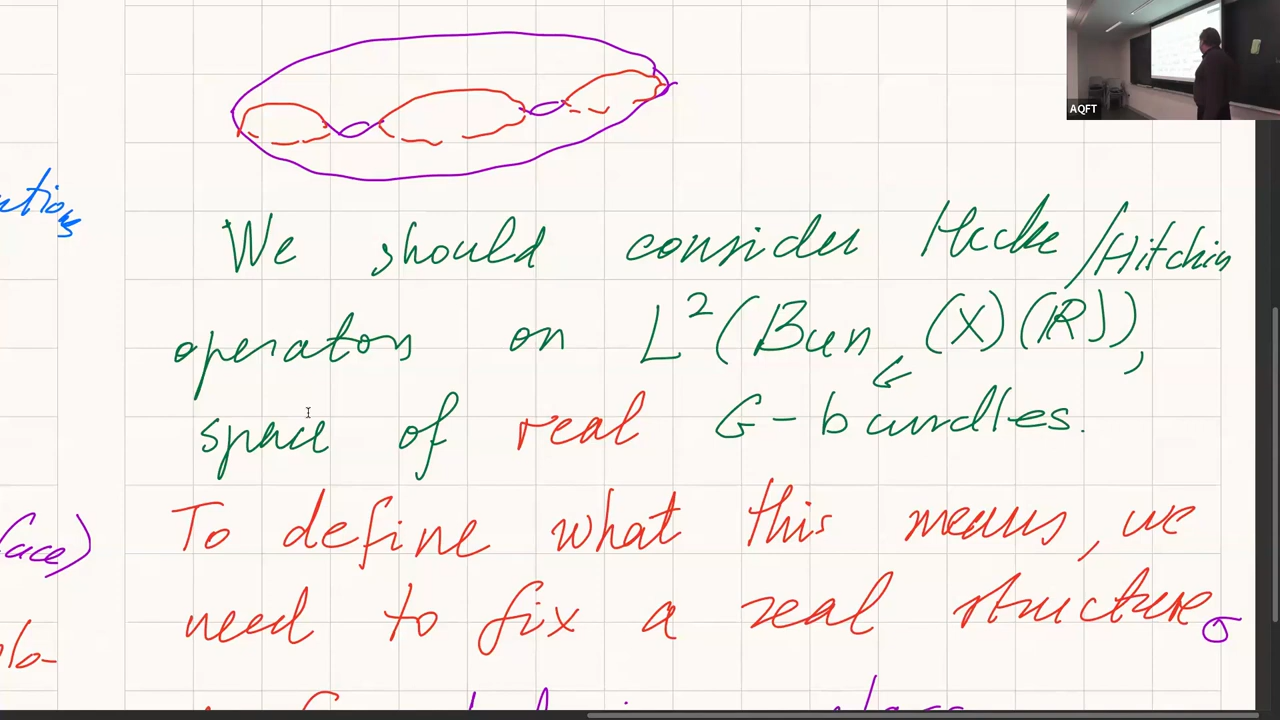 AQFT
We should consider Hecke/Hitchin
operators on L²(Bun_G(X)(ℝ)),
space of real G-bundles.
To define what this means, we
need to fix a real structure σ